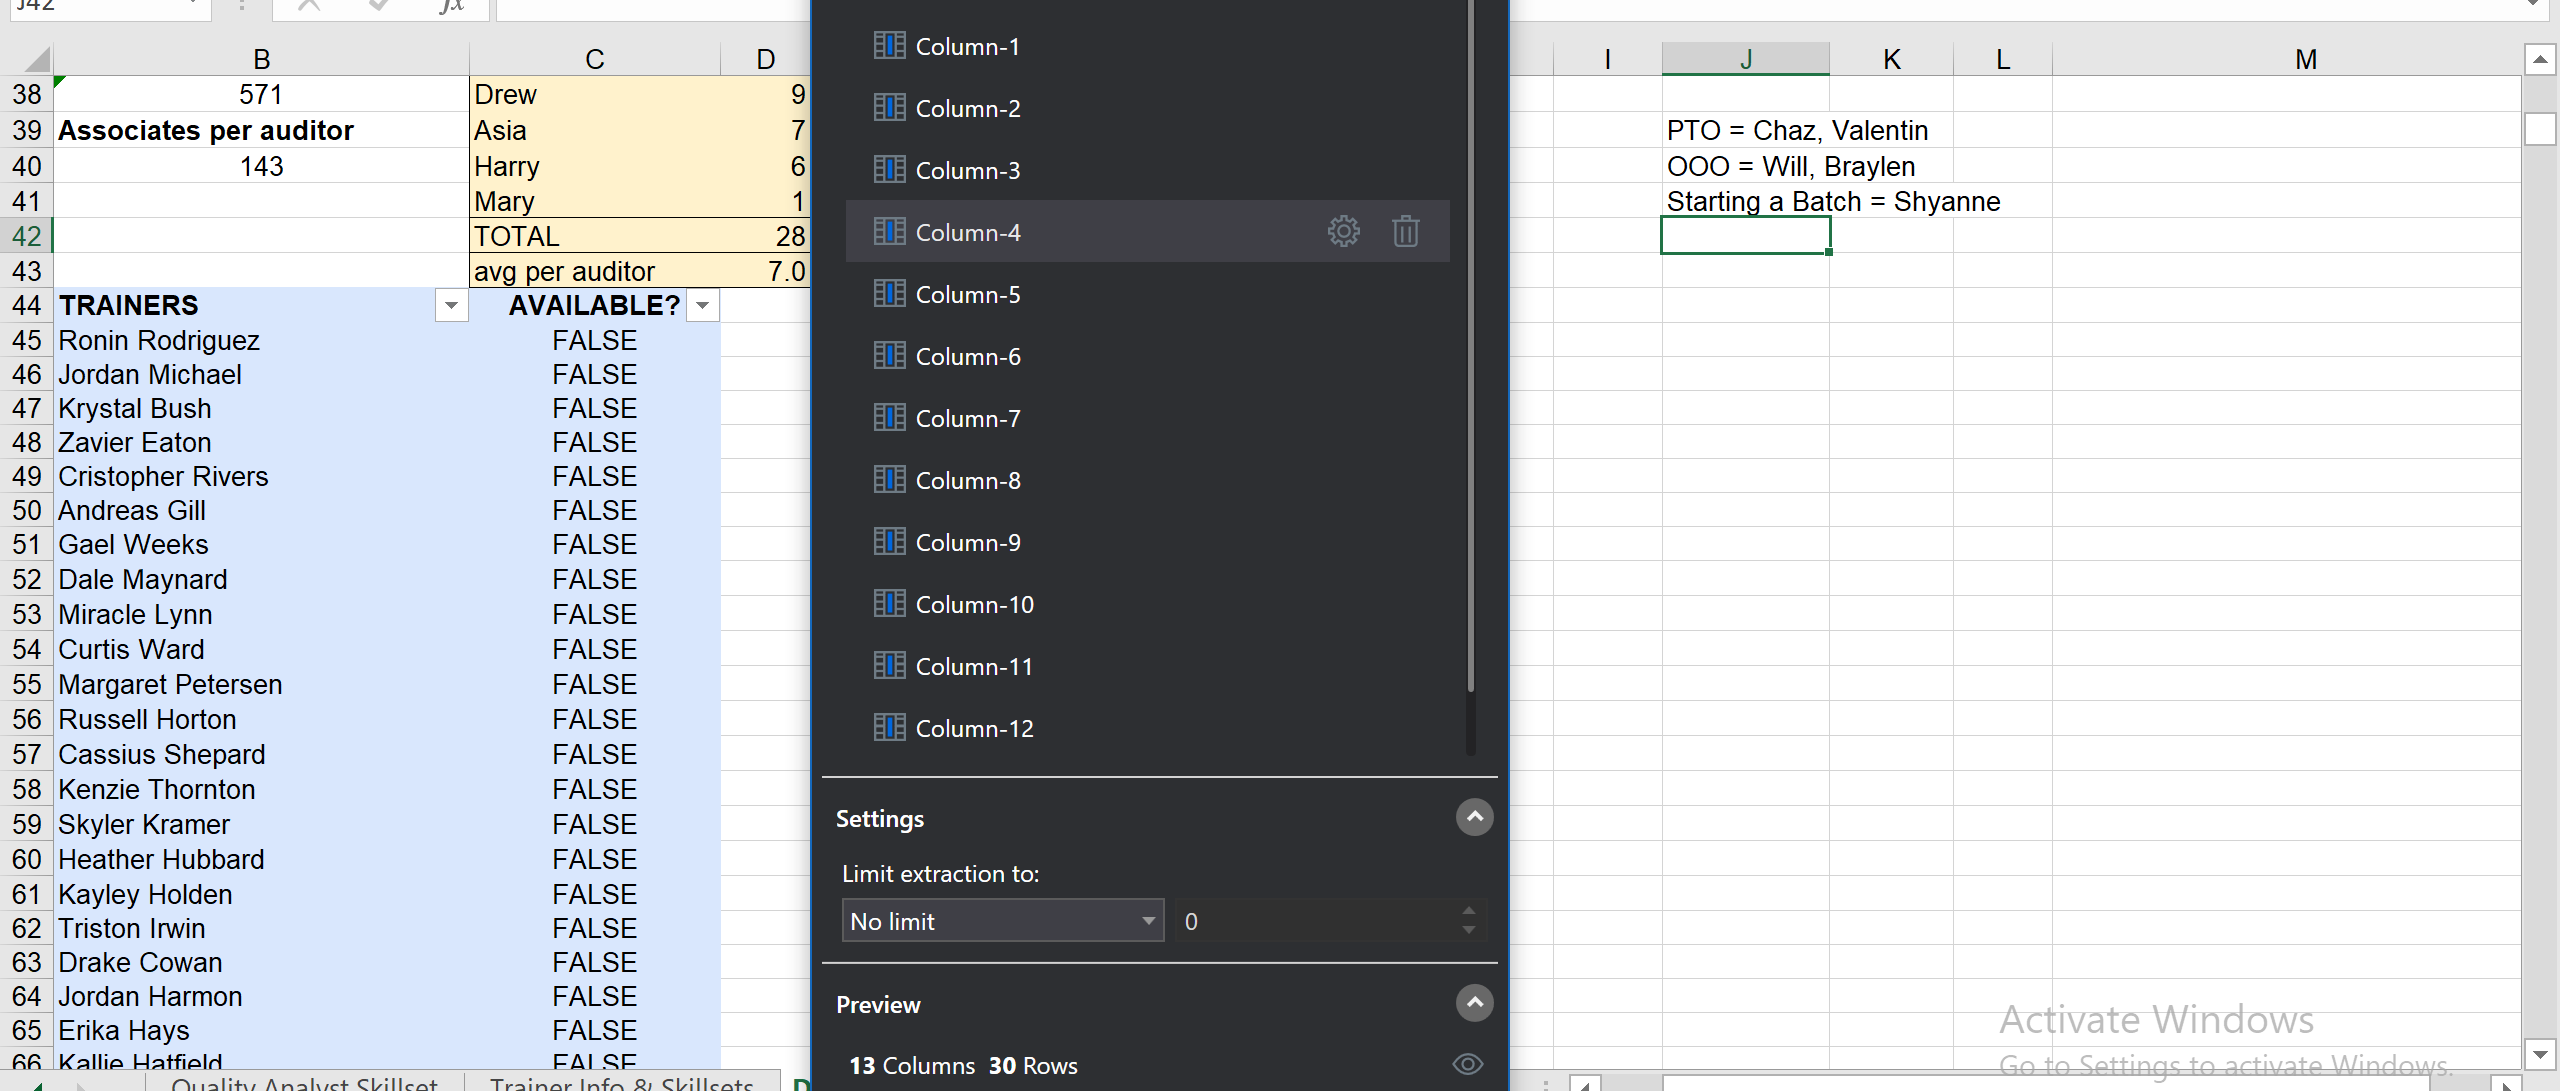 J42
fx
B C D
38 571 Drew 9
39 Associates per auditor Asia 7
40 143 Harry 6
41 Mary 1
42 TOTAL 28
43 avg per auditor 7.0
44 TRAINERS AVAILABLE?
45 Ronin Rodriguez FALSE
46 Jordan Michael FALSE
47 Krystal Bush FALSE
48 Zavier Eaton FALSE
49 Cristopher Rivers FALSE
50 Andreas Gill FALSE
51 Gael Weeks FALSE
52 Dale Maynard FALSE
53 Miracle Lynn FALSE
54 Curtis Ward FALSE
55 Margaret Petersen FALSE
56 Russell Horton FALSE
57 Cassius Shepard FALSE
58 Kenzie Thornton FALSE
59 Skyler Kramer FALSE
60 Heather Hubbard FALSE
61 Kayley Holden FALSE
62 Triston Irwin FALSE
63 Drake Cowan FALSE
64 Jordan Harmon FALSE
65 Erika Hays FALSE
66 Kallie Hatfield FALSE
Quality Analyst Skillset Trainer Info & Skillsets D
Column-1
Column-2
Column-3
Column-4
Column-5
Column-6
Column-7
Column-8
Column-9
Column-10
Column-11
Column-12
Settings
Limit extraction to:
No limit 0
Preview
13 Columns 30 Rows
I J K L M
PTO = Chaz, Valentin
OOO = Will, Braylen
Starting a Batch = Shyanne
Activate Windows
Go to Settings to activate Windows.